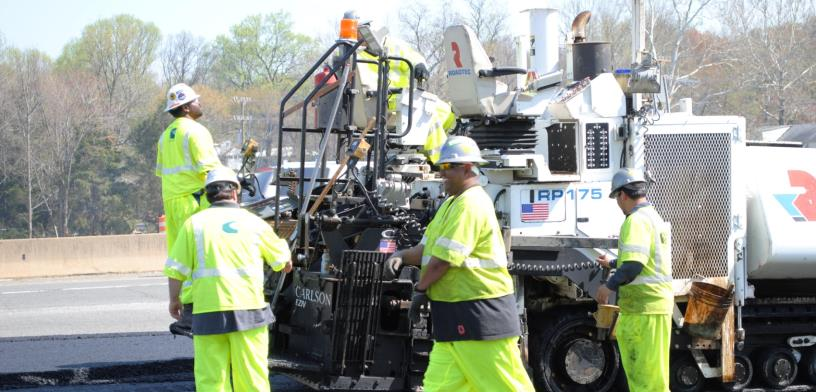 ROADTEC
RP175
CARLSON
EZIV